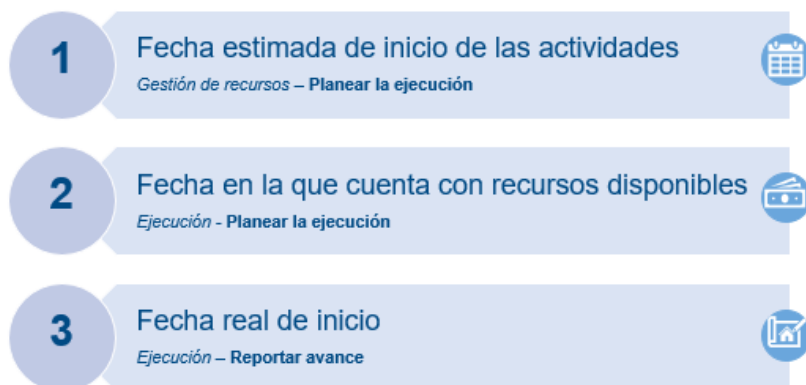 1
Fecha estimada de inicio de las actividades
Gestión de recursos – Planear la ejecución
2
Fecha en la que cuenta con recursos disponibles
Ejecución - Planear la ejecución
3
Fecha real de inicio
Ejecución – Reportar avance